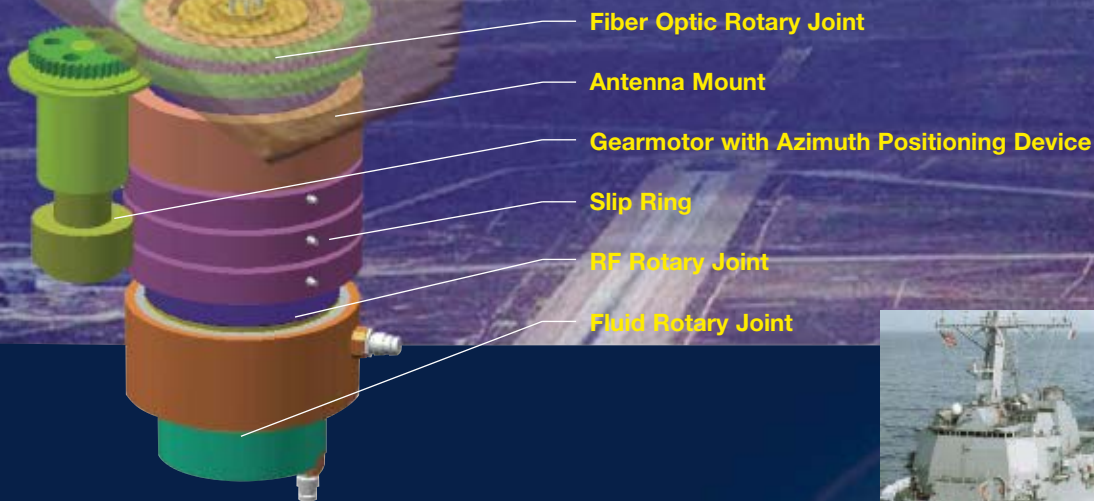 Fiber Optic Rotary Joint
Antenna Mount
Gearmotor with Azimuth Positioning Device
Slip Ring
RF Rotary Joint
Fluid Rotary Joint